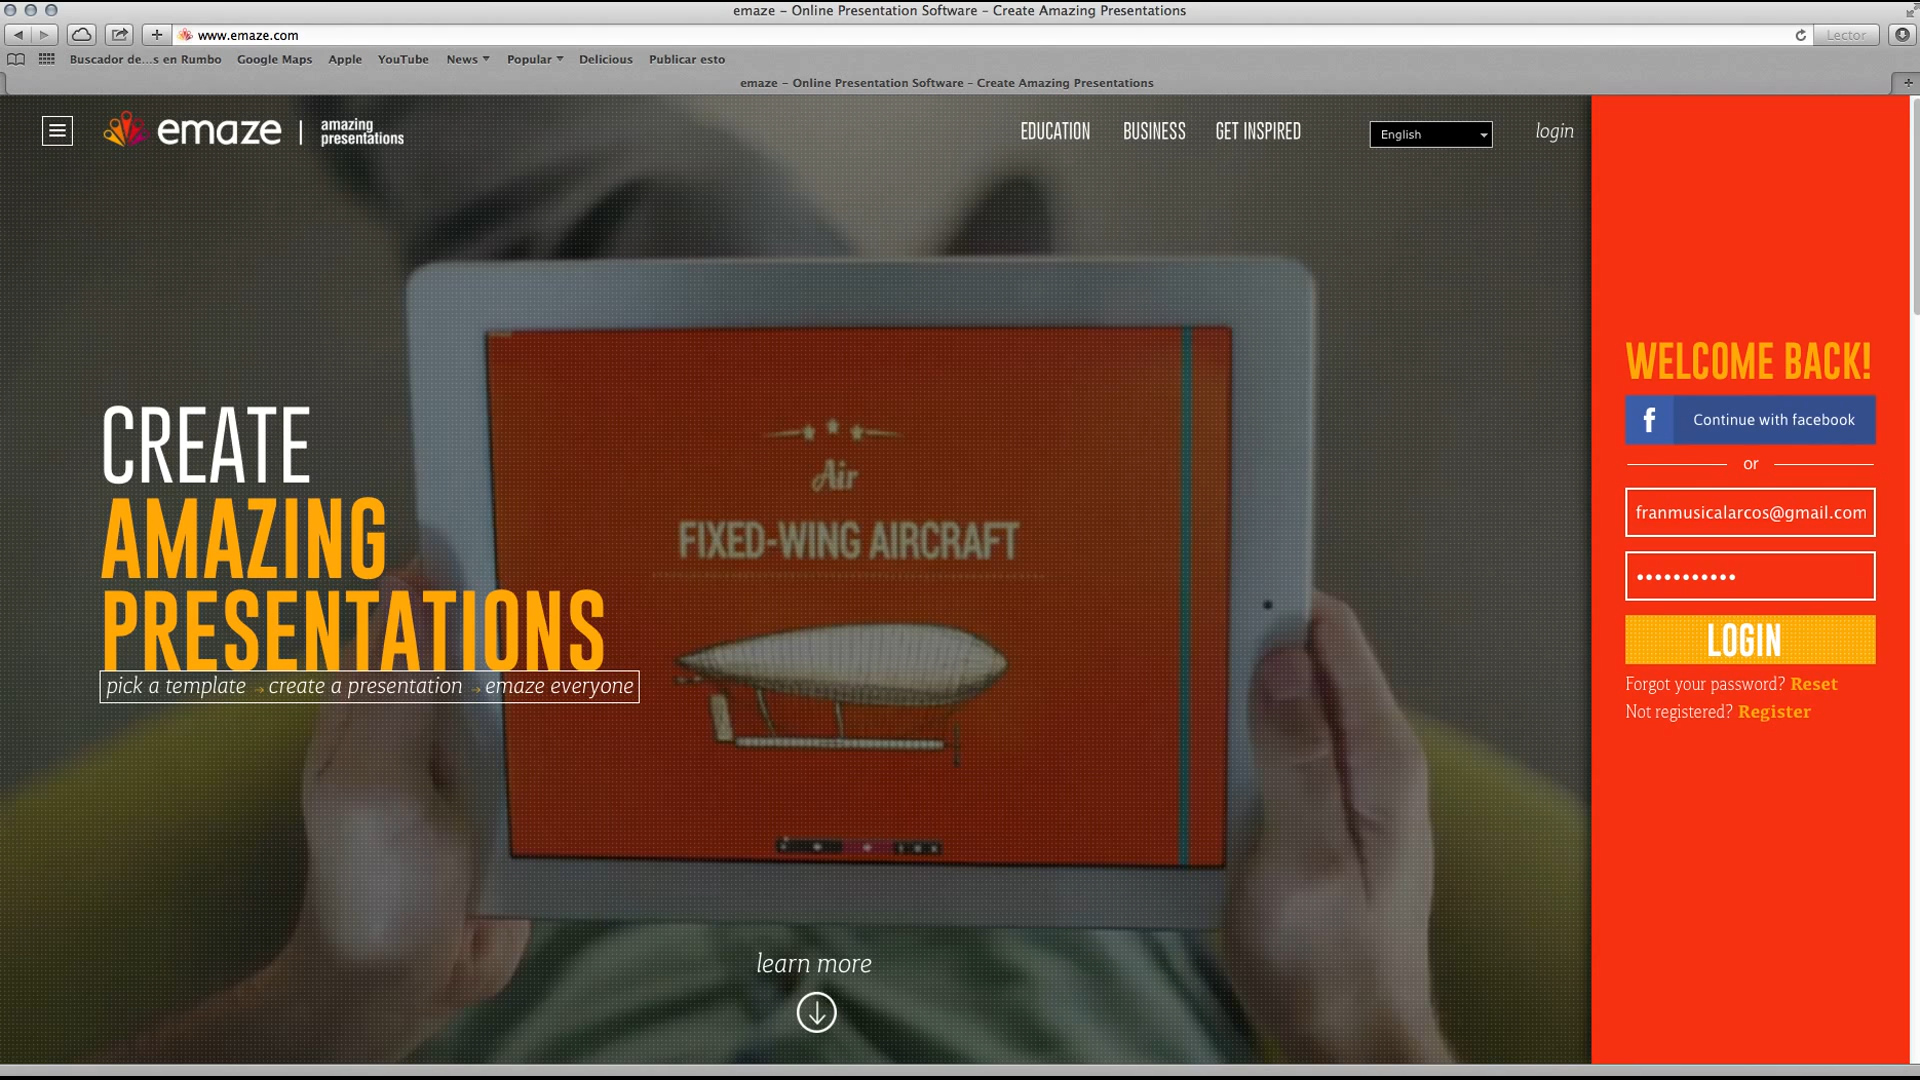 emaze – Online Presentation Software – Create Amazing Presentations
www.emaze.com
Lector
Buscador de...s en Rumbo Google Maps Apple YouTube News Popular Delicious Publicar esto
emaze – Online Presentation Software – Create Amazing Presentations
emaze | amazing presentations
EDUCATION BUSINESS GET INSPIRED English login
CREATE
AMAZING
PRESENTATIONS
pick a template → create a presentation → emaze everyone
Air
FIXED-WING AIRCRAFT
learn more
WELCOME BACK!
f Continue with facebook
or
franmusicalarcos@gmail.com
•••••••••••
LOGIN
Forgot your password? Reset
Not registered? Register